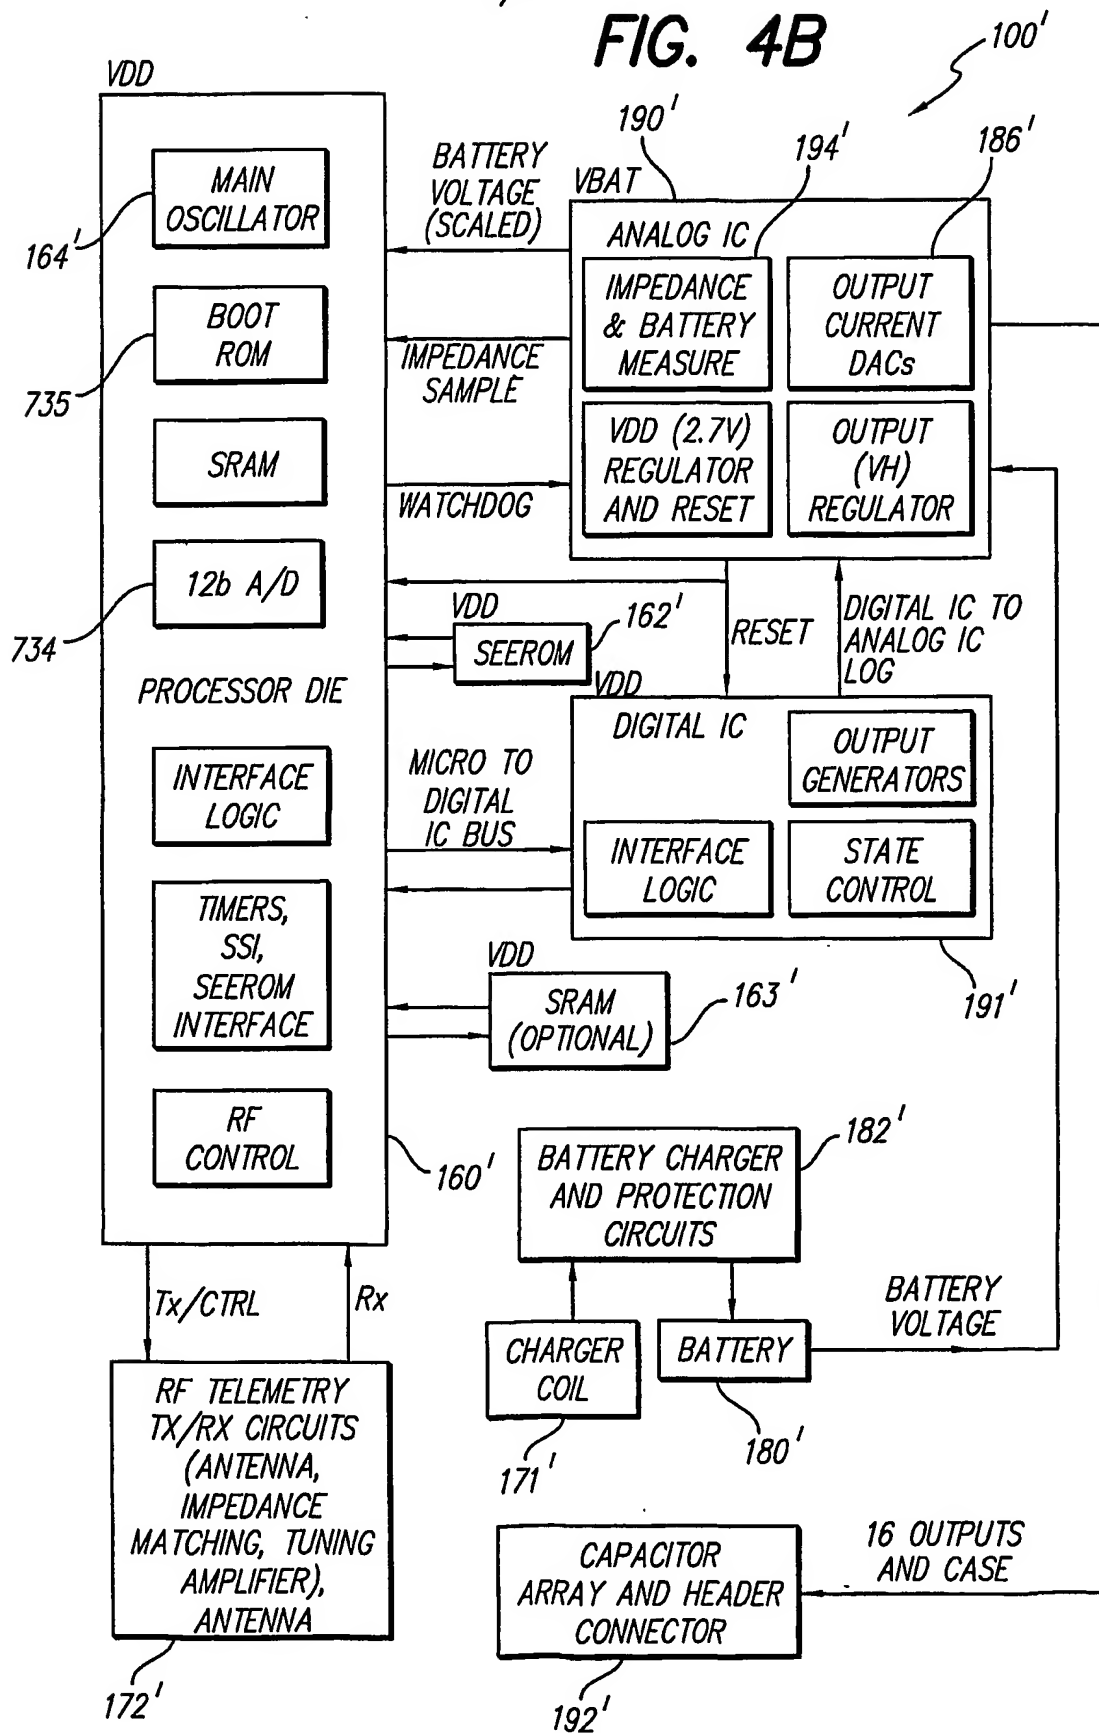 FIG. 4B
100'
VDD
190'
194'
186'
MAIN
OSCILLATOR
164'
BATTERY
VOLTAGE
(SCALED)
VBAT
ANALOG IC
IMPEDANCE
& BATTERY
MEASURE
OUTPUT
CURRENT
DACs
BOOT
ROM
735
IMPEDANCE
SAMPLE
SRAM
WATCHDOG
VDD (2.7V)
REGULATOR
AND RESET
OUTPUT
(VH)
REGULATOR
12b A/D
734
VDD
SEEROM
162'
RESET
DIGITAL IC TO
ANALOG IC
LOG
PROCESSOR DIE
VDD
DIGITAL IC
OUTPUT
GENERATORS
INTERFACE
LOGIC
MICRO TO
DIGITAL
IC BUS
INTERFACE
LOGIC
STATE
CONTROL
191'
TIMERS,
SSI,
SEEROM
INTERFACE
VDD
SRAM
(OPTIONAL)
163'
RF
CONTROL
160'
BATTERY CHARGER
AND PROTECTION
CIRCUITS
182'
Tx/CTRL
Rx
CHARGER
COIL
171'
BATTERY
180'
BATTERY
VOLTAGE
RF TELEMETRY
TX/RX CIRCUITS
(ANTENNA,
IMPEDANCE
MATCHING, TUNING
AMPLIFIER),
ANTENNA
172'
CAPACITOR
ARRAY AND HEADER
CONNECTOR
192'
16 OUTPUTS
AND CASE